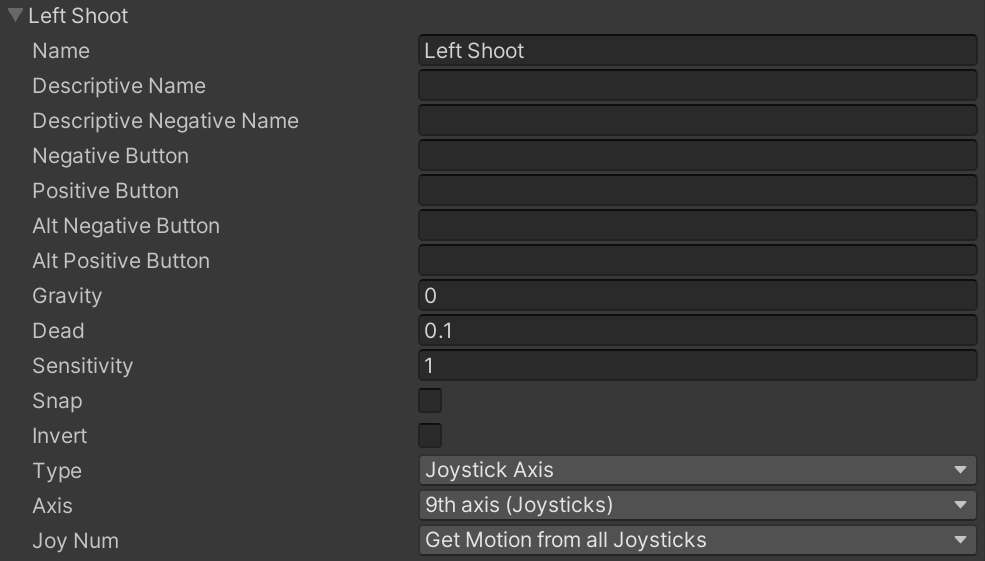 Left Shoot
Name Left Shoot
Descriptive Name
Descriptive Negative Name
Negative Button
Positive Button
Alt Negative Button
Alt Positive Button
Gravity 0
Dead 0.1
Sensitivity 1
Snap
Invert
Type Joystick Axis
Axis 9th axis (Joysticks)
Joy Num Get Motion from all Joysticks